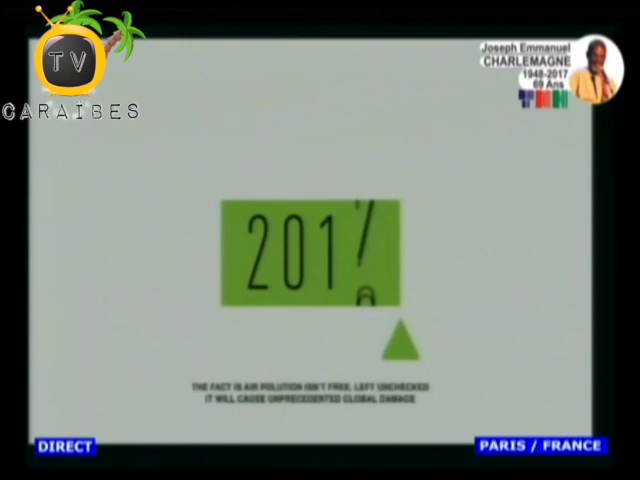 TV
CARAÏBES
Joseph Emmanuel
CHARLEMAGNE
1948-2017
69 Ans
201
THE FACT IS AIR POLUTION ISN'T FREE. LEFT UNCHECKED
IT WILL CAUSE UNPRECEDENTED GLOBAL DAMAGE
DIRECT
PARIS / FRANCE